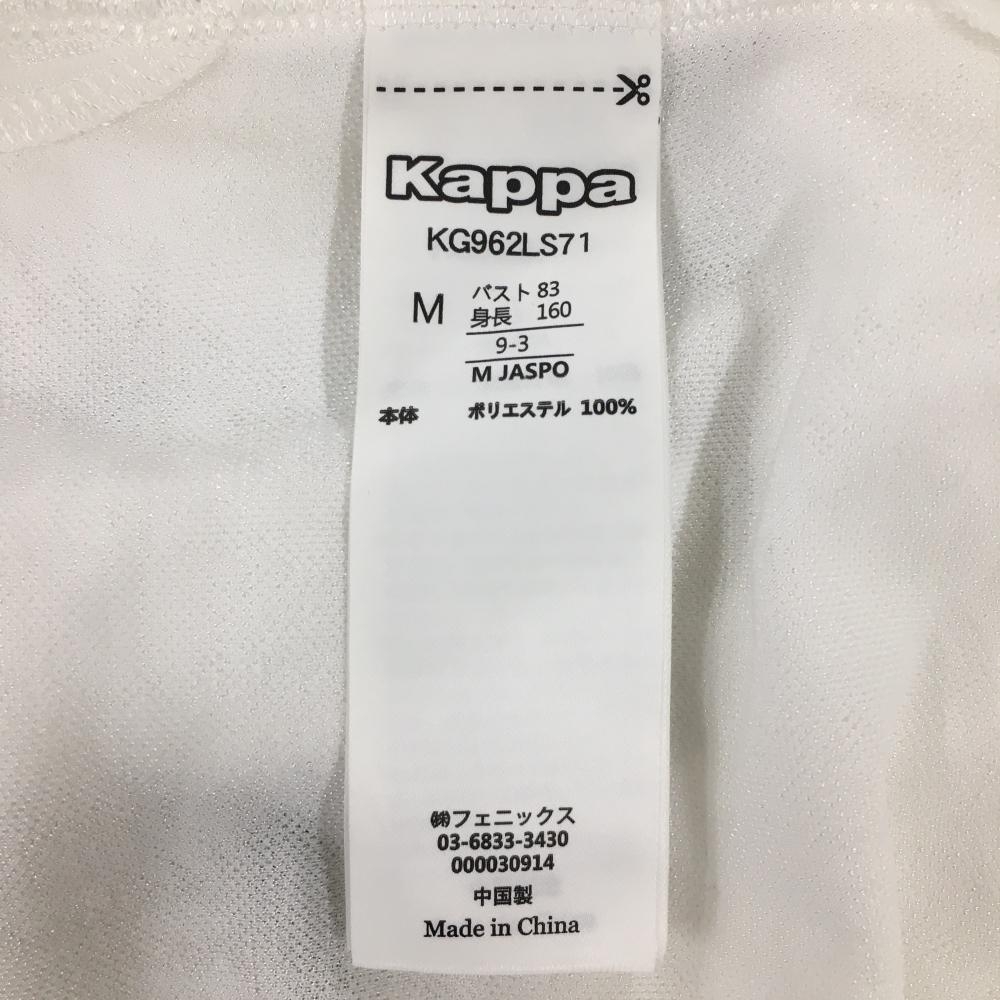 Kappa
KG962LS71
M バスト 83
身長 160
9-3
M JASPO
本体 ポリエステル 100%
㈱フェニックス
03-6833-3430
000030914
中国製
Made in China